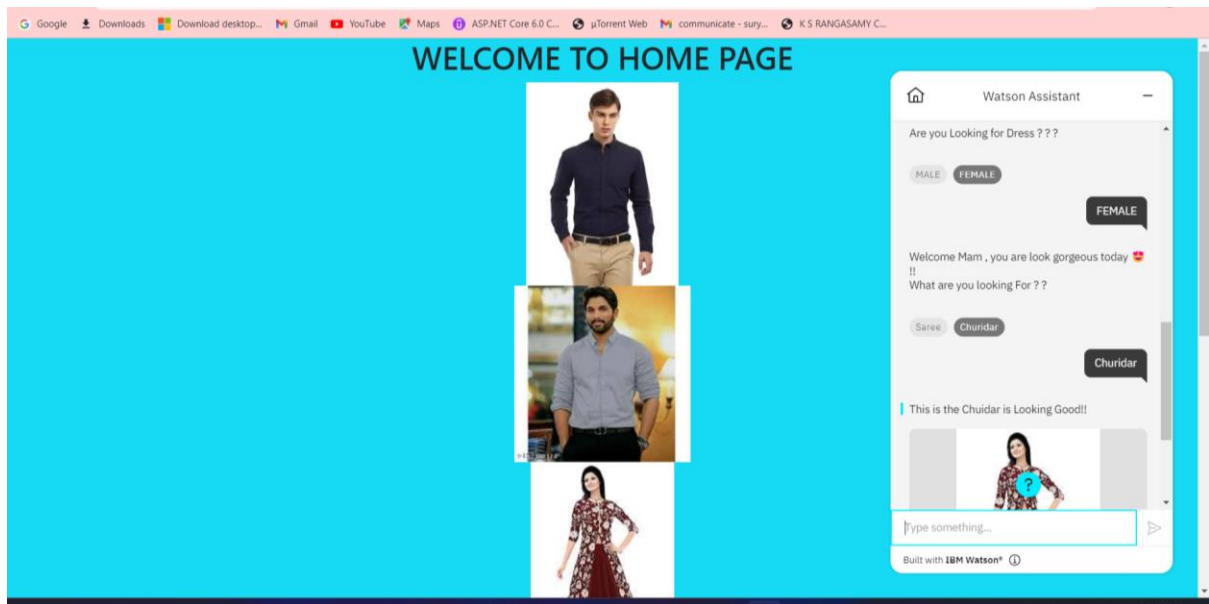 Google Downloads Download desktop... Gmail YouTube Maps ASP.NET Core 6.0 C... µTorrent Web communicate - sury... K S RANGASAMY C...
WELCOME TO HOME PAGE
Watson Assistant
Are you Looking for Dress ? ? ?
MALE FEMALE
FEMALE
Welcome Mam , you are look gorgeous today 😍
!!
What are you looking For ? ?
Saree Churidar
Churidar
This is the Chuidar is Looking Good!!
?
Type something...
Built with IBM Watson®